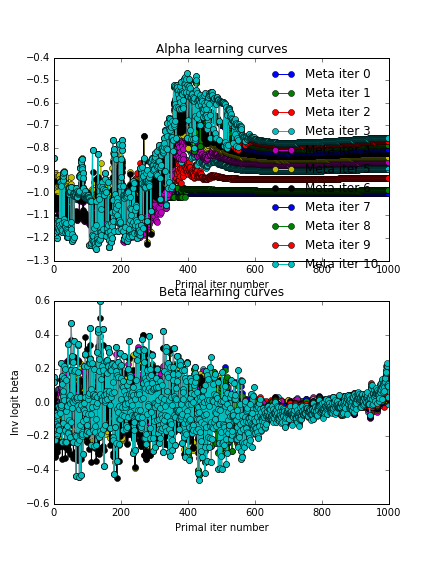 Alpha learning curves
−0.4
−0.5
−0.6
−0.7
−0.8
−0.9
−1.0
−1.1
−1.2
−1.3
Meta iter 0
Meta iter 1
Meta iter 2
Meta iter 3
Meta iter 6
Meta iter 7
Meta iter 8
Meta iter 9
Meta iter 10
0 200 400 600 800 1000
Primal iter number
Beta learning curves
Inv logit beta
0.6
0.4
0.2
0.0
−0.2
−0.4
−0.6
0 200 400 600 800 1000
Primal iter number